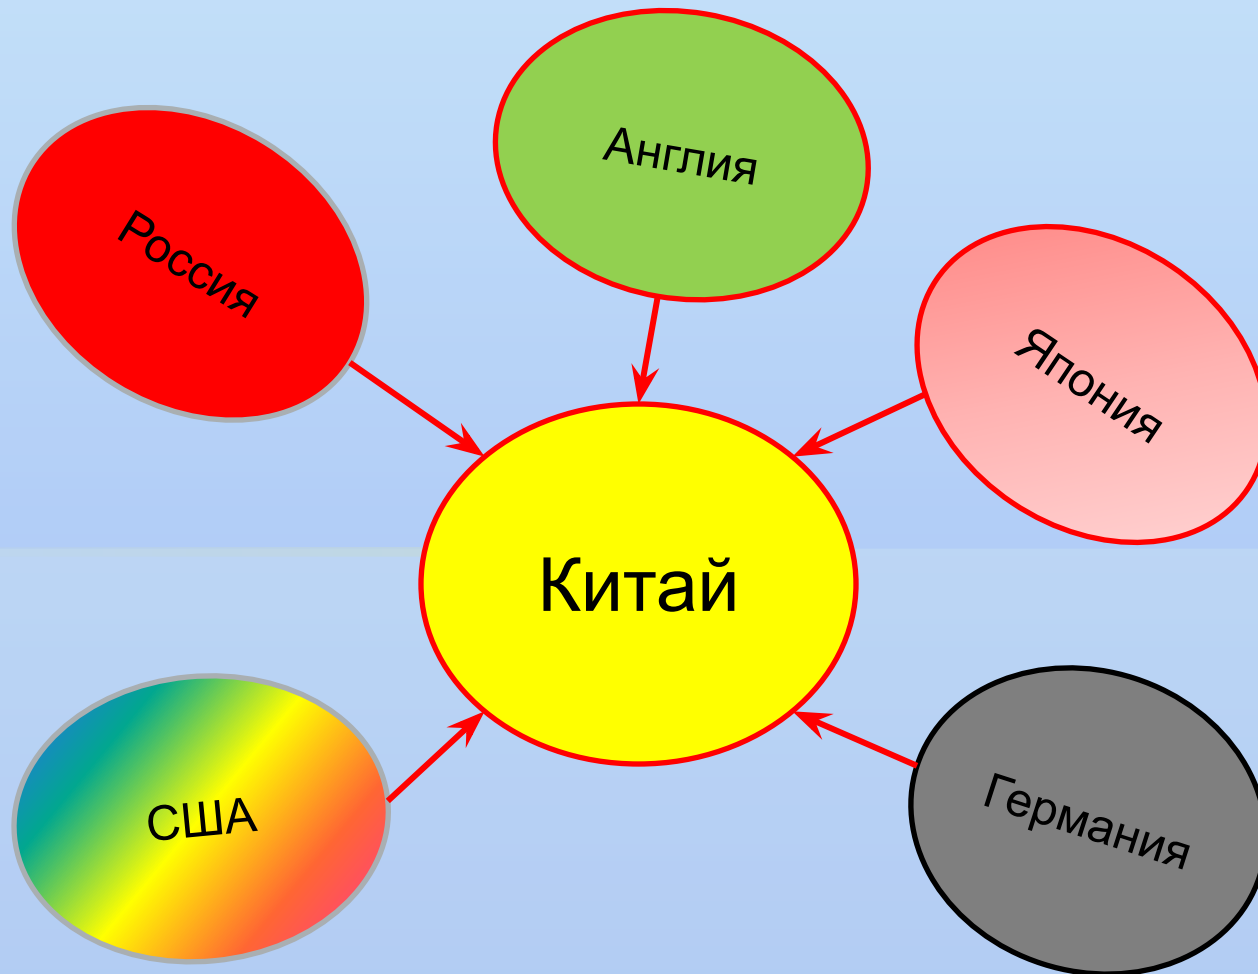 Англия
Россия
Япония
Китай
США
Германия